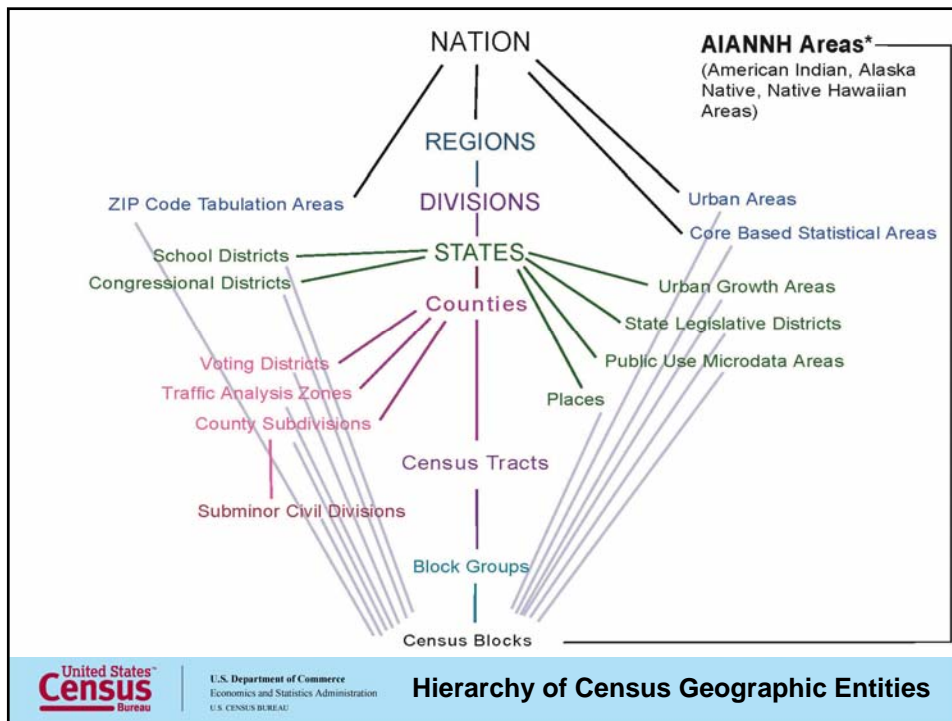 NATION
AIANNH Areas*
(American Indian, Alaska
Native, Native Hawaiian
Areas)
REGIONS
ZIP Code Tabulation Areas
DIVISIONS
Urban Areas
Core Based Statistical Areas
School Districts
STATES
Congressional Districts
Urban Growth Areas
Counties
State Legislative Districts
Voting Districts
Public Use Microdata Areas
Traffic Analysis Zones
Places
County Subdivisions
Census Tracts
Subminor Civil Divisions
Block Groups
Census Blocks
United States™
Census
Bureau
U.S. Department of Commerce
Economics and Statistics Administration
U.S. CENSUS BUREAU
Hierarchy of Census Geographic Entities